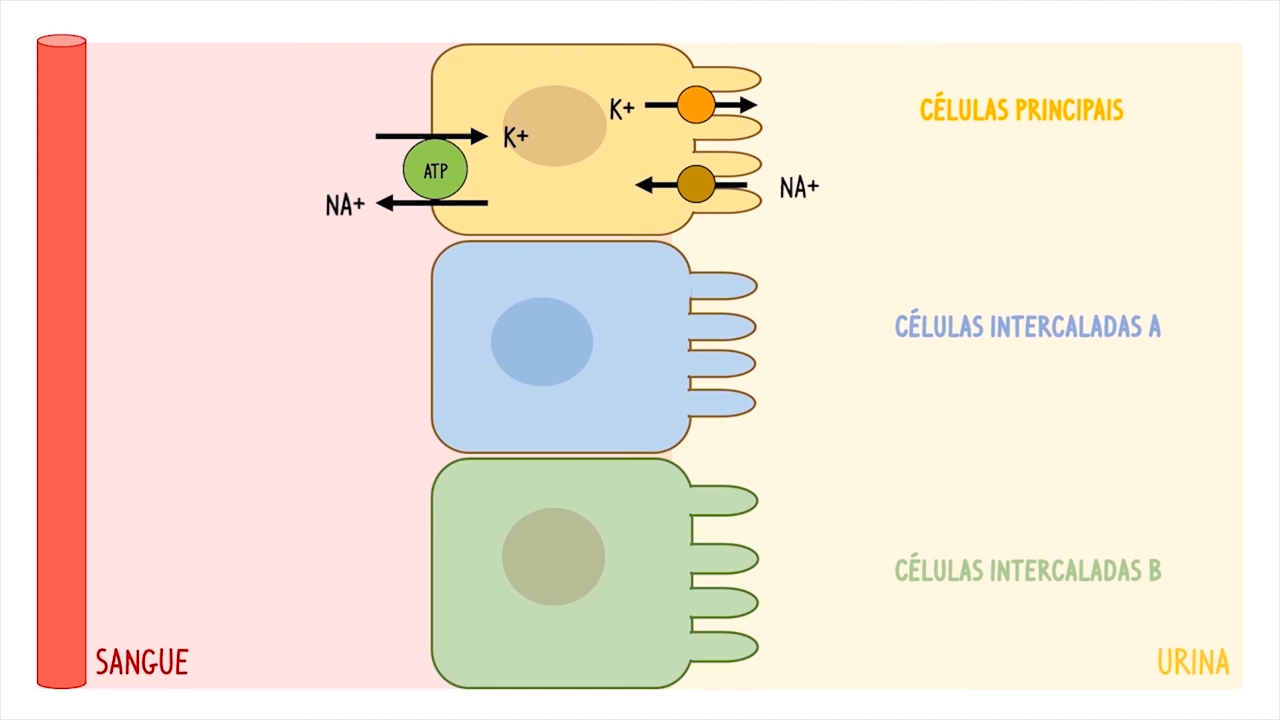 K+
CÉLULAS PRINCIPAIS
K+
ATP
NA+
NA+
CÉLULAS INTERCALADAS A
CÉLULAS INTERCALADAS B
SANGUE
URINA